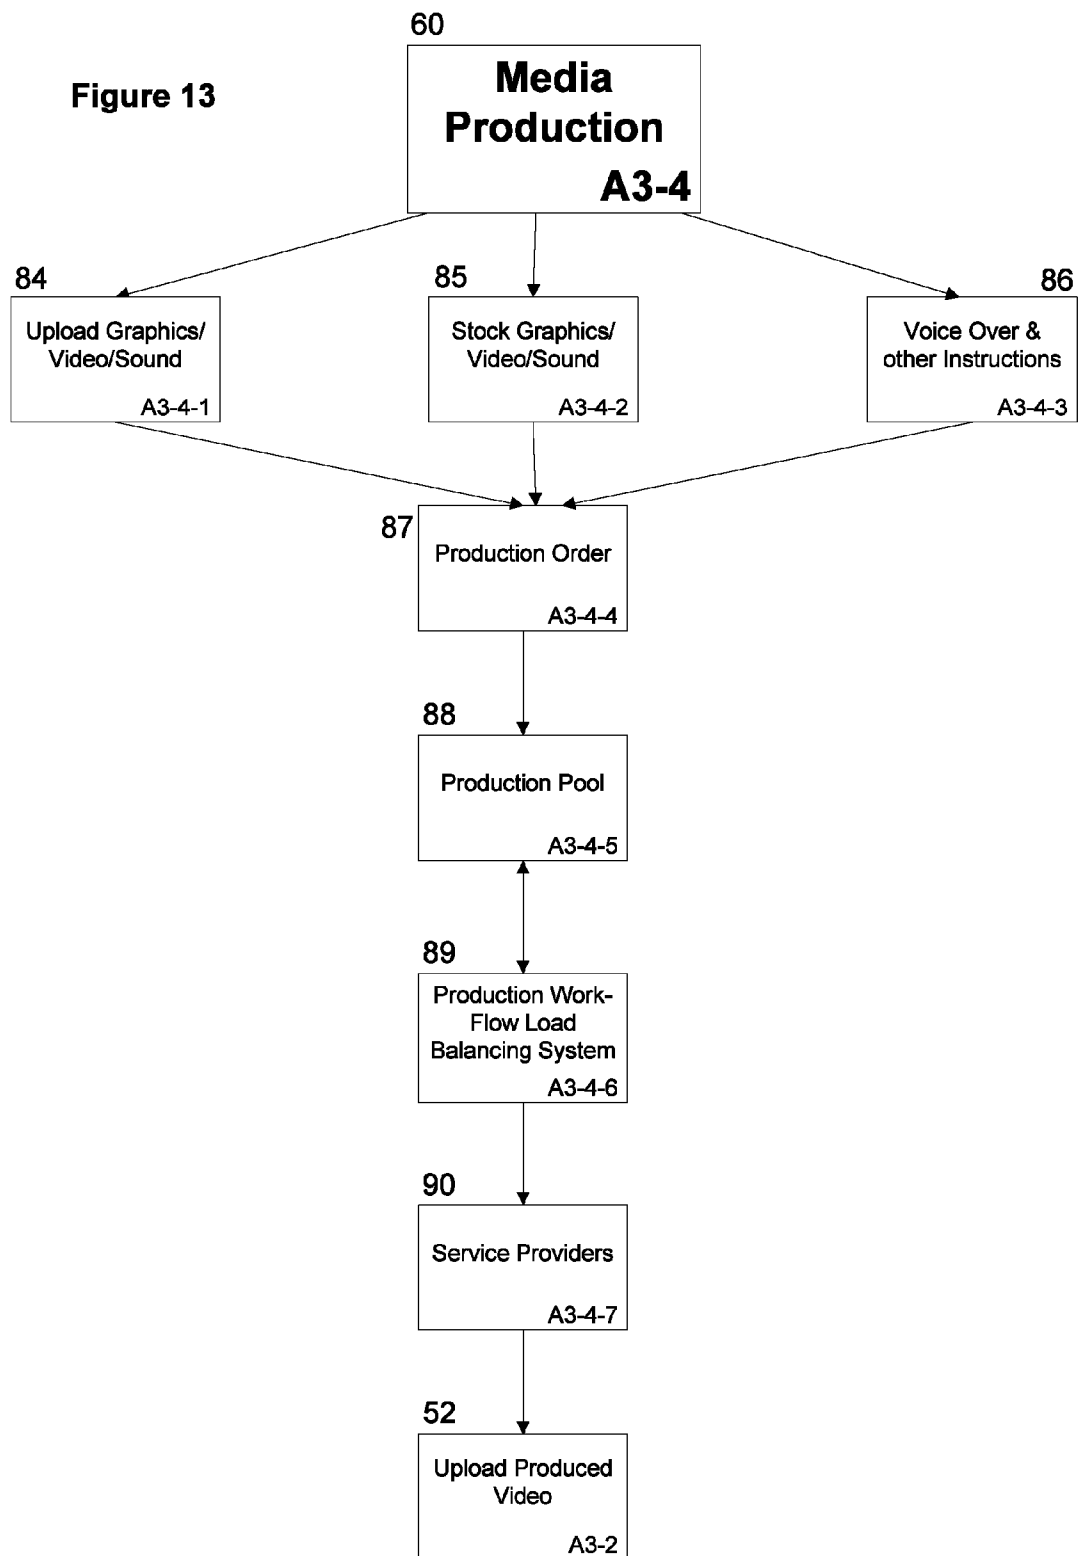 60
Figure 13
Media
Production
A3-4
84
Upload Graphics/
Video/Sound
A3-4-1
85
Stock Graphics/
Video/Sound
A3-4-2
86
Voice Over &
other Instructions
A3-4-3
87
Production Order
A3-4-4
88
Production Pool
A3-4-5
89
Production Work-
Flow Load
Balancing System
A3-4-6
90
Service Providers
A3-4-7
52
Upload Produced
Video
A3-2